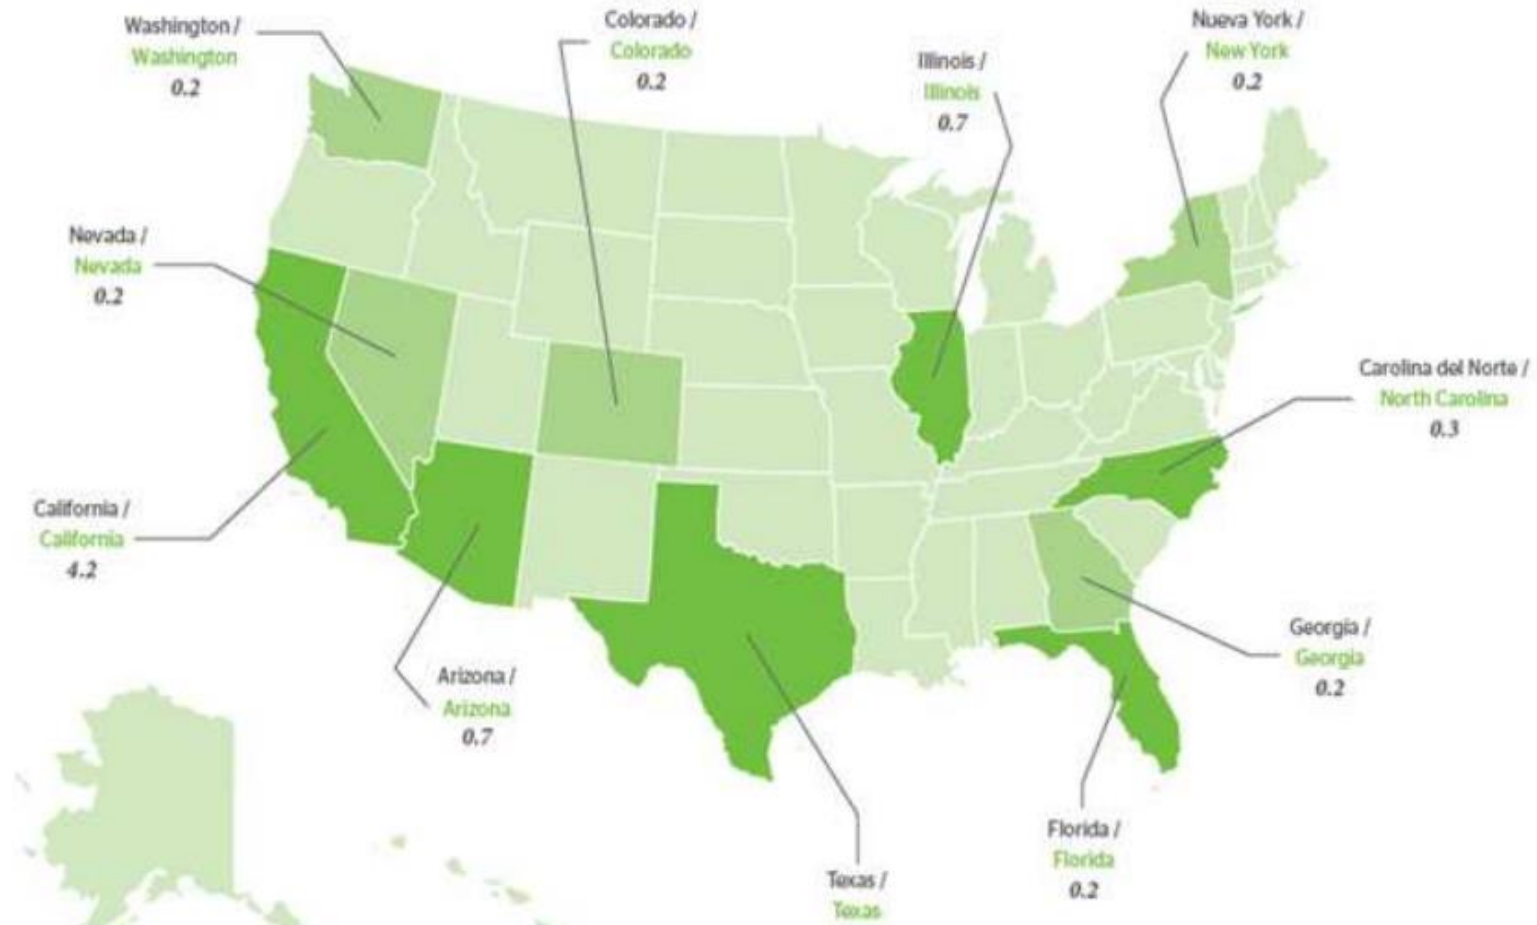 Washington /
Washington
0.2
Colorado /
Colorado
0.2
Illinois /
Illinois
0.7
Nueva York /
New York
0.2
Nevada /
Nevada
0.2
Carolina del Norte /
North Carolina
0.3
California /
California
4.2
Arizona /
Arizona
0.7
Georgia /
Georgia
0.2
Florida /
Florida
0.2
Texas /
Texas